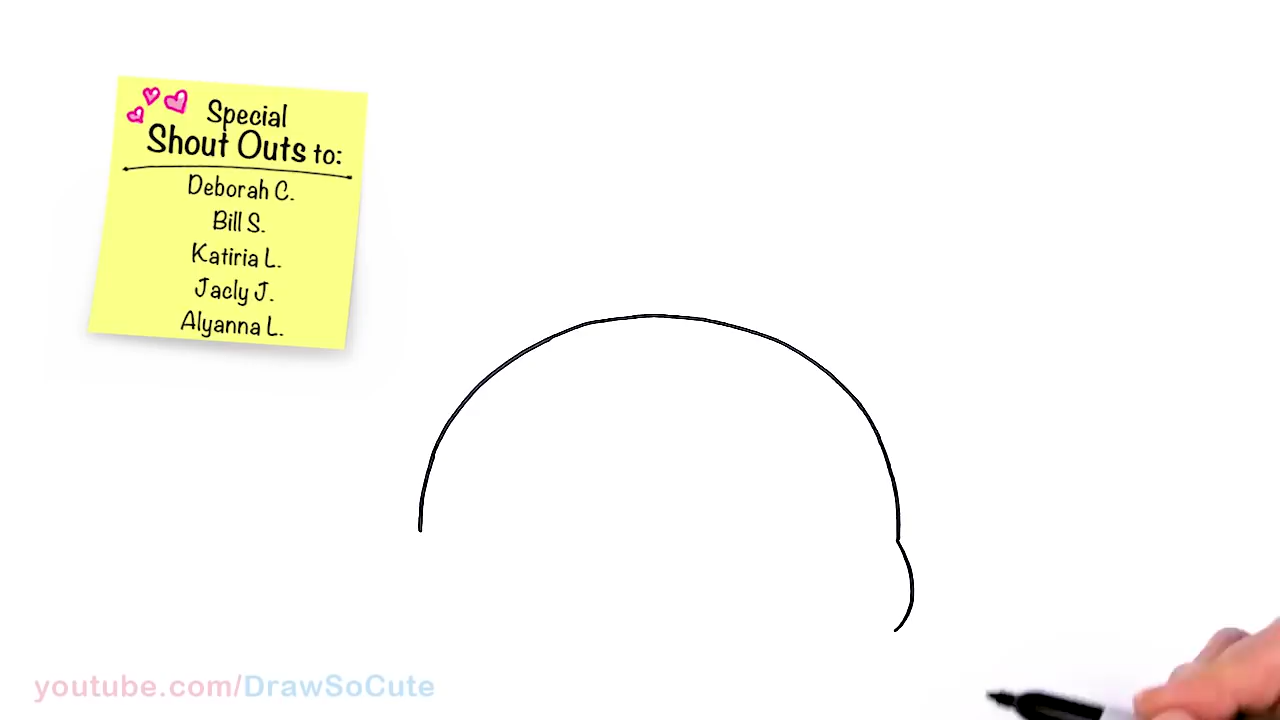 Special
Shout Outs to:
Deborah C.
Bill S.
Katiria L.
Jacly J.
Alyanna L.
youtube.com/DrawSoCute